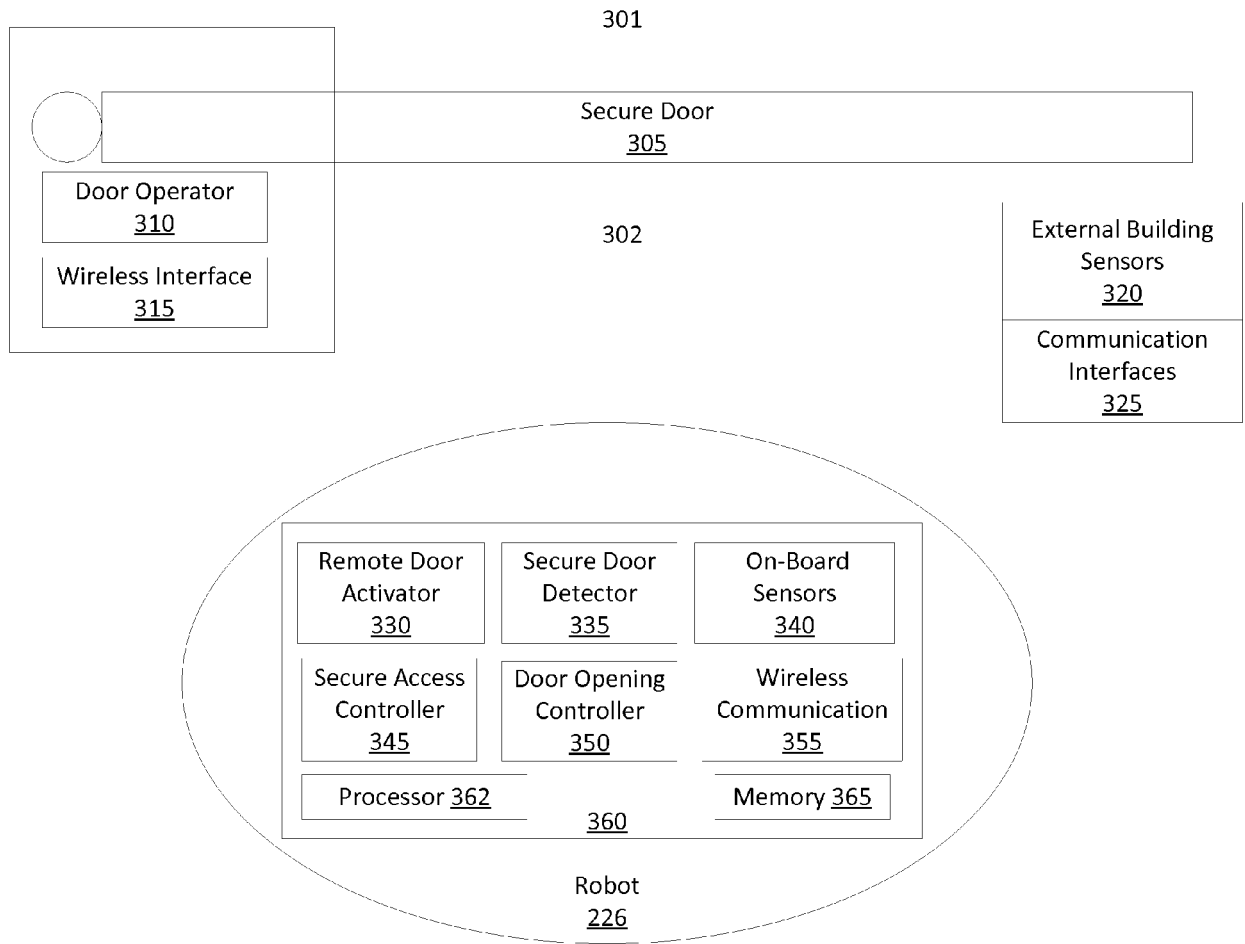 301
Secure Door
305
Door Operator
310
Wireless Interface
315
302
External Building
Sensors
320
Communication
Interfaces
325
Remote Door
Activator
330
Secure Door
Detector
335
On-Board
Sensors
340
Secure Access
Controller
345
Door Opening
Controller
350
Wireless
Communication
355
Processor 362
Memory 365
360
Robot
226